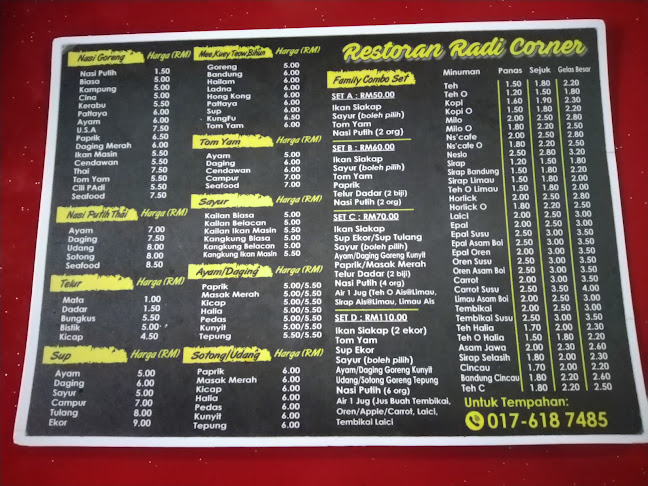 Restoran Radi Corner
Nasi Goreng Harga (RM)
Nasi Putih 1.50
Biasa 5.00
Kampung 5.00
Cina 5.00
Kerabu 5.50
Pattaya 6.00
Ayam 6.00
U.S.A 7.50
Paprik 6.50
Daging Merah 6.00
Ikan Masin 5.50
Cendawan 5.50
Thai 7.50
Tom Yam 5.50
Cili PAdi 5.50
Seafood 7.50
Nasi Putih Thai Harga (RM)
Ayam 7.00
Daging 7.50
Udang 8.00
Sotong 8.00
Seafood 8.50
Telur Harga (RM)
Mata 1.00
Dadar 1.50
Bungkus 5.50
Bistik 5.00
Kicap 4.50
Sup Harga (RM)
Ayam 5.00
Daging 6.00
Sayur 5.00
Campur 7.00
Tulang 8.00
Ekor 9.00
Mee,Kuey Teow,Bihun Harga (RM)
Goreng 5.00
Bandung 6.00
Hailam 6.00
Ladna 6.00
Hong Kong 6.00
Pattaya 6.00
Sup 6.00
KungFu 6.50
Tomyam 6.50
Tom Yam Harga (RM)
Ayam 5.00
Daging 6.00
Cendawan 6.00
Campur 7.00
Seafood 7.00
Sayur Harga (RM)
Kailan Biasa 5.00
Kailan Belacan 5.00
Kailan Ikan Masin 5.50
Kangkung Biasa 5.00
Kangkung Belacan 5.00
Kangkung Ikan Masin 5.50
Ayam/Daging Harga (RM)
Paprik 5.00/5.50
Masak Merah 5.00/5.50
Kicap 5.00/5.50
Halia 5.00/5.50
Pedas 5.00/5.50
Kunyit 5.00/5.50
Tepung 5.50/5.50
Sotong/Udang Harga (RM)
Paprik 6.00
Masak Merah 6.00
Kicap 6.00
Halia 6.00
Pedas 6.00
Kunyit 6.00
Tepung 6.00
Family Combo Set
SET A : RM50.00
Ikan Siakap
Sayur (boleh pilih)
Tom Yam
Nasi Putih (2 org)
SET B : RM60.00
Ikan Siakap
Sayur (boleh pilih)
Tom Yam
Paprik
Telur Dadar (2 biji)
Nasi Putih (2 org)
SET C : RM70.00
Ikan Siakap
Sup Ekor/Sup Tulang
Sayur (boleh pilih)
Ayam/Daging Goreng Kunyit
Paprik/Masak Merah
Telur Dadar (2 biji)
Nasi Putih (4 org)
Air 1 Jug (Teh O Ais@Limau,
Sirap Ais@Limau, Limau Ais
SET D : RM110.00
Ikan Siakap (2 ekor)
Tom Yam
Sup Ekor
Sayur (boleh pilih)
Ayam/Daging Goreng Kunyit
Udang/Sotong Goreng Tepung
Nasi Putih (6 org)
Air 1 Jug (Jus Buah Tembikai,
Oren/Apple/Carrot, Laici,
Tembikai Laici
Minuman Panas Sejuk Gelas Besar
Teh 1.50 1.80 2.20
Teh O 1.20 1.50 1.80
Kopi 1.60 1.90 2.30
Kopi O 1.50 1.80 2.20
Milo 2.00 2.50 2.80
Milo O 1.80 2.20 2.50
Ns'cafe 2.00 2.50 2.80
Ns'cafe O 2.00 2.20 2.50
Neslo 2.50 2.80 3.20
Sirap 1.20 1.50 1.80
Sirap Bandung 1.50 1.80 2.20
Sirap Limau 1.50 1.80 2.20
Teh O Limau 1.50 1.80 2.20
Horlick 2.00 2.50 2.80
Horlick O 1.80 2.20 2.50
Laici 2.00 2.50 3.00
Epal 2.00 2.50 3.00
Epal Susu 2.50 3.00 3.50
Epal Asam Boi 2.50 3.00 3.50
Epal Oren 2.50 3.00 3.50
Oren Susu 2.50 3.00 3.50
Oren Asam Boi 2.50 3.00 3.50
Carrot 2.00 3.00 3.50
Carrot Susu 2.50 3.50 4.00
Limau Asam Boi 2.00 2.50 3.00
Tembikai 2.00 2.50 3.00
Tembikai Susu 2.50 3.00 3.50
Teh Halia 1.70 2.00 2.30
Teh O Halia 1.50 1.80 2.20
Asam Jawa 2.00 2.30 2.60
Sirap Selasih 1.80 2.00 2.30
Cincau 1.70 2.00 2.20
Bandung Cincau 1.80 2.20 2.60
Teh C 1.80 2.20 2.50
Untuk Tempahan:
017-618 7485